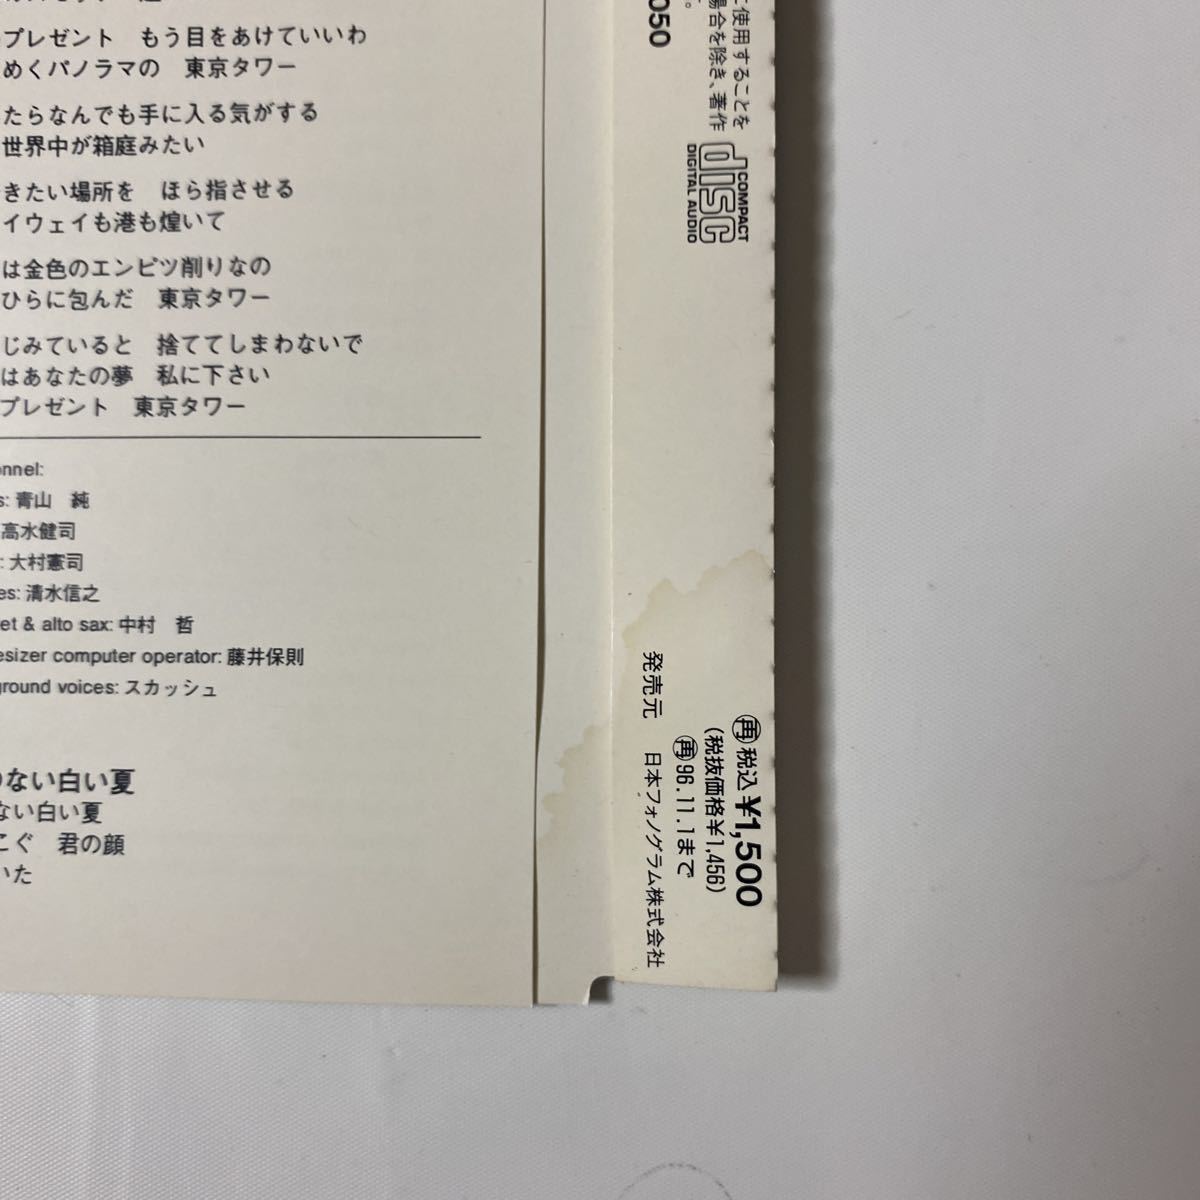 プレゼント　もう目をあけていいわ
めくパノラマの　東京タワー
たらなんでも手に入る気がする
世界中が箱庭みたい
きたい場所を　ほら指させる
イウェイも港も煌いて
は金色のエンピツ削りなの
ひらに包んだ　東京タワー
じみていると　捨ててしまわないで
はあなたの夢　私に下さい
プレゼント　東京タワー
onnel:
s: 青山　純
高水健司
: 大村憲司
es: 清水信之
et & alto sax: 中村　哲
esizer computer operator: 藤井保則
ground voices: スカッシュ
ない白い夏
ない白い夏
こぐ　君の顔
いた
に使用することを
場合を除き、著作
。
050
COMPACT
disc
DIGITAL AUDIO
再税込¥1,500
(税抜価格¥1,456)
再96.11.1まで
発売元　日本フォノグラム株式会社